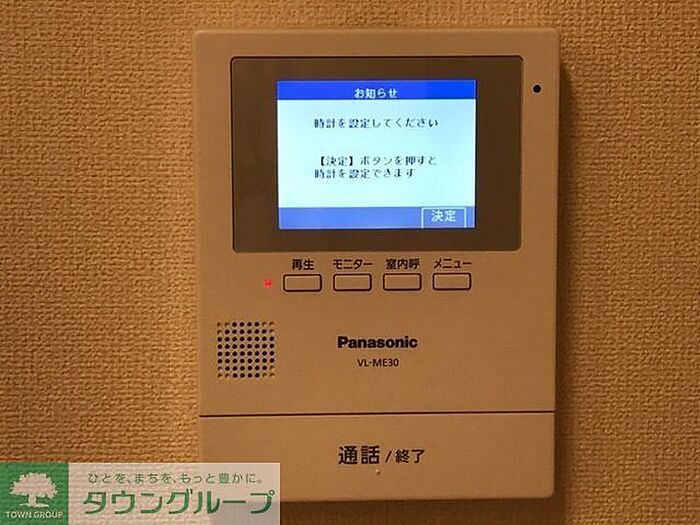 お知らせ
時計を設定してください
【決定】ボタンを押すと
時計を設定できます
決定
再生 モニター 室内呼 メニュー
Panasonic
VL-ME30
通話/終了
ひとを、まちを、もっと豊かに。
タウングループ
TOWN GROUP